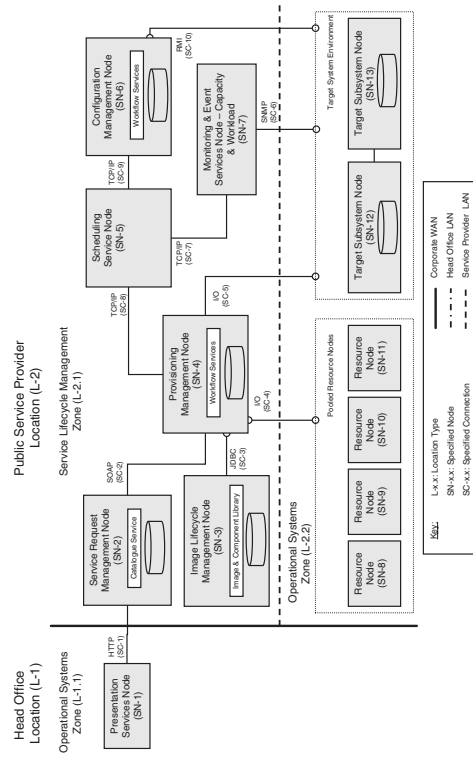 Head Office
Location (L-1)
Operational Systems
Zone (L-1.1)
Presentation
Services Node
(SN-1)
HTTP
(SC-1)
Public Service Provider
Location (L-2)
Service Lifecycle Management
Zone (L-2.1)
Service Request
Management Node
(SN-2)
Catalogue Service
SOAP
(SC-2)
Image Lifecycle
Management Node
(SN-3)
Image & Component Library
JDBC
(SC-3)
Provisioning
Management Node
(SN-4)
Workflow Services
I/O
(SC-4)
I/O
(SC-5)
TCP/IP
(SC-8)
Scheduling
Service Node
(SN-5)
TCP/IP
(SC-7)
TCP/IP
(SC-9)
Configuration
Management Node
(SN-6)
Workflow Services
RMI
(SC-10)
Monitoring & Event
Services Node – Capacity
& Workload
(SN-7)
SNMP
(SC-6)
Operational Systems
Zone (L-2.2)
Pooled Resource Nodes
Resource
Node
(SN-8)
Resource
Node
(SN-9)
Resource
Node
(SN-10)
Resource
Node
(SN-11)
Target System Environment
Target Subsystem Node
(SN-12)
Target Subsystem Node
(SN-13)
Key:
L-x.x: Location Type
SN-x.x: Specified Node
SC-x.x: Specified Connection
Corporate WAN
Head Office LAN
Service Provider LAN